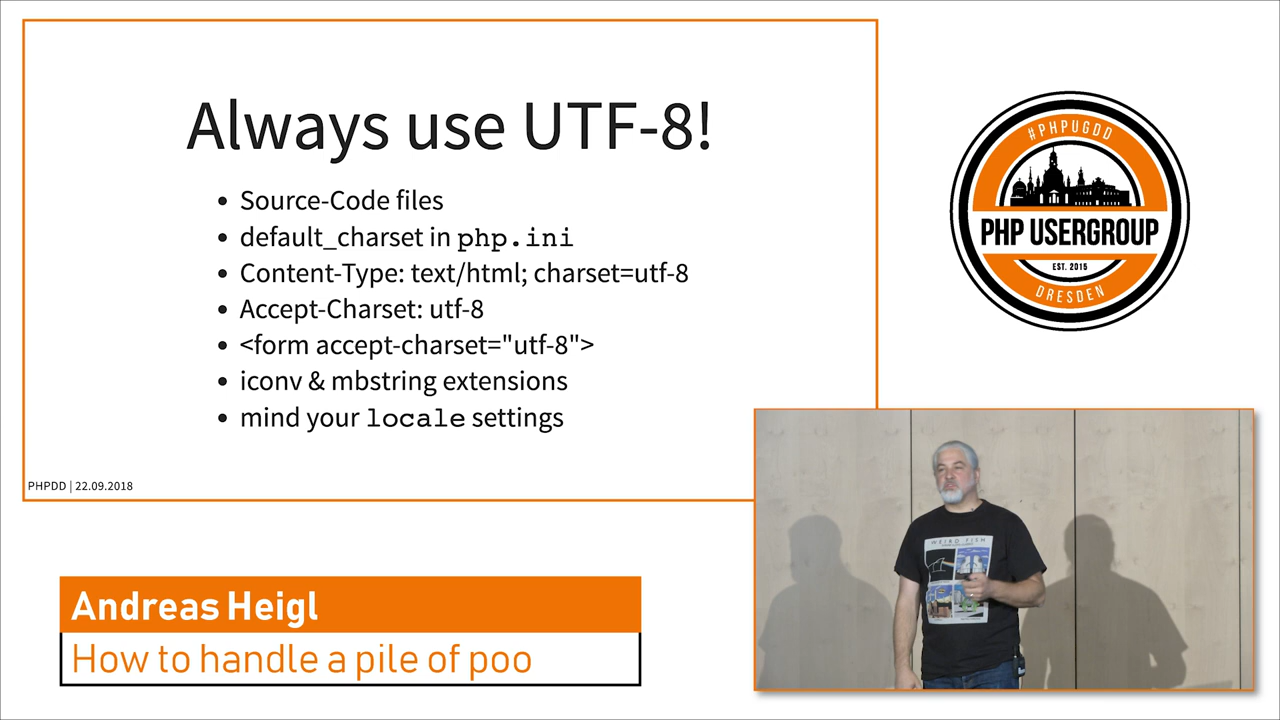 Always use UTF-8!
Source-Code files
default_charset in php.ini
Content-Type: text/html; charset=utf-8
Accept-Charset: utf-8
<form accept-charset="utf-8">
iconv & mbstring extensions
mind your locale settings
PHPDD | 22.09.2018
#PHPUGDD
PHP USERGROUP
EST. 2015
DRESDEN
WEIRD FISH
Andreas Heigl
How to handle a pile of poo